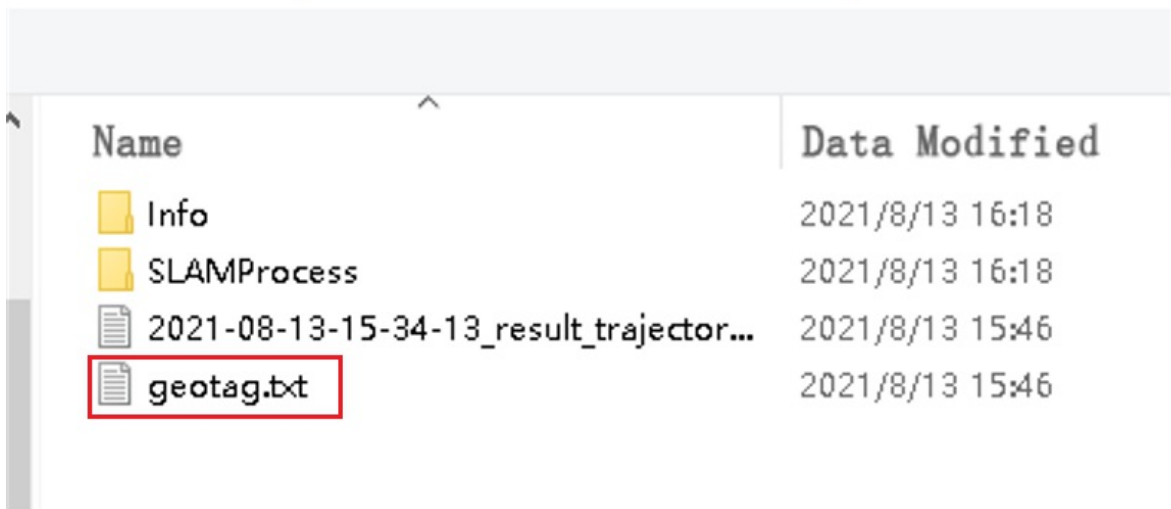 Name Data Modified
Info 2021/8/13 16:18
SLAMProcess 2021/8/13 16:18
2021-08-13-15-34-13_result_trajector... 2021/8/13 15:46
geotag.txt 2021/8/13 15:46